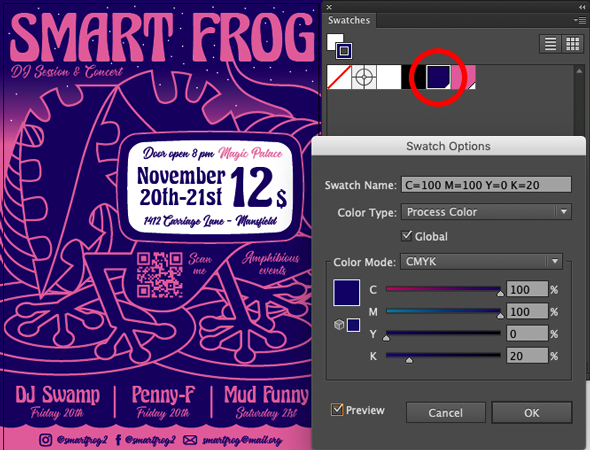 SMART FROG
DJ Session & Concert
Door open 8 pm Magic Palace
November
20th-21st
12$
1412 Carriage Lane - Mansfield
Scan
me
Amphibious
events
DJ Swamp
Friday 20th
Penny-F
Friday 20th
Mud Funny
Saturday 21st
@smartfrog2
@smartfrog2
smartfrog@mail.org
Swatches
Swatch Options
Swatch Name: C=100 M=100 Y=0 K=20
Color Type: Process Color
Global
Color Mode: CMYK
C 100 %
M 100 %
Y 0 %
K 20 %
Preview
Cancel
OK